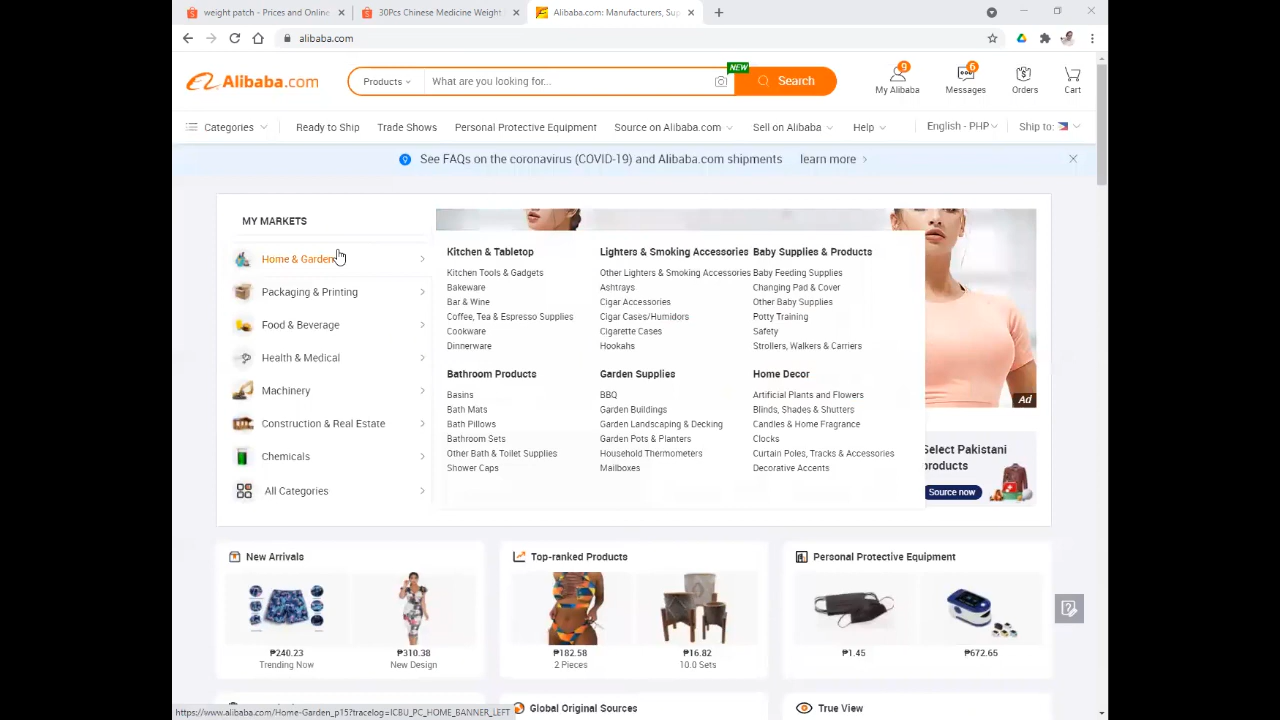 weight patch - Prices and Online
30Pcs Chinese Medicine Weight
Alibaba.com: Manufacturers, Sup
alibaba.com
Alibaba.com
Products
What are you looking for...
NEW
Search
9
My Alibaba
6
Messages
Orders
Cart
Categories
Ready to Ship
Trade Shows
Personal Protective Equipment
Source on Alibaba.com
Sell on Alibaba
Help
English - PHP
Ship to:
See FAQs on the coronavirus (COVID-19) and Alibaba.com shipments
learn more
MY MARKETS
Home & Garden
Packaging & Printing
Food & Beverage
Health & Medical
Machinery
Construction & Real Estate
Chemicals
All Categories
Kitchen & Tabletop
Kitchen Tools & Gadgets
Bakeware
Bar & Wine
Coffee, Tea & Espresso Supplies
Cookware
Dinnerware
Lighters & Smoking Accessories
Other Lighters & Smoking Accessories
Ashtrays
Cigar Accessories
Cigar Cases/Humidors
Cigarette Cases
Hookahs
Baby Supplies & Products
Baby Feeding Supplies
Changing Pad & Cover
Other Baby Supplies
Potty Training
Safety
Strollers, Walkers & Carriers
Bathroom Products
Basins
Bath Mats
Bath Pillows
Bathroom Sets
Other Bath & Toilet Supplies
Shower Caps
Garden Supplies
BBQ
Garden Buildings
Garden Landscaping & Decking
Garden Pots & Planters
Household Thermometers
Mailboxes
Home Decor
Artificial Plants and Flowers
Blinds, Shades & Shutters
Candles & Home Fragrance
Clocks
Curtain Poles, Tracks & Accessories
Decorative Accents
Ad
Select Pakistani
products
Source now
New Arrivals
₱240.23
Trending Now
₱310.38
New Design
Top-ranked Products
₱182.58
2 Pieces
₱16.82
10.0 Sets
Personal Protective Equipment
₱1.45
₱672.65
Global Original Sources
True View
https://www.alibaba.com/Home-Garden_p15?tracelog=ICBU_PC_HOME_BANNER_LEFT